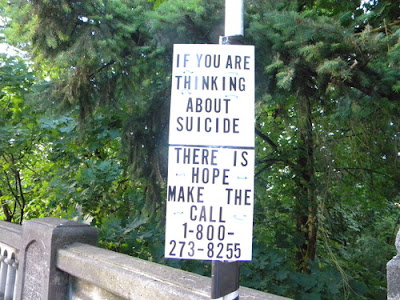 IF YOU ARE
THINKING
ABOUT
SUICIDE
THERE IS
HOPE
MAKE THE
CALL
1-800-
273-8255